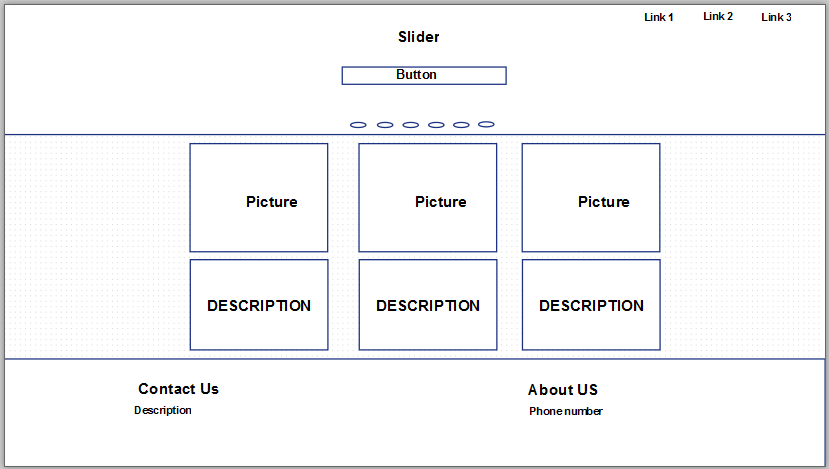 Link 1 Link 2 Link 3
Slider
Button
Picture Picture Picture
DESCRIPTION DESCRIPTION DESCRIPTION
Contact Us About US
Description Phone number